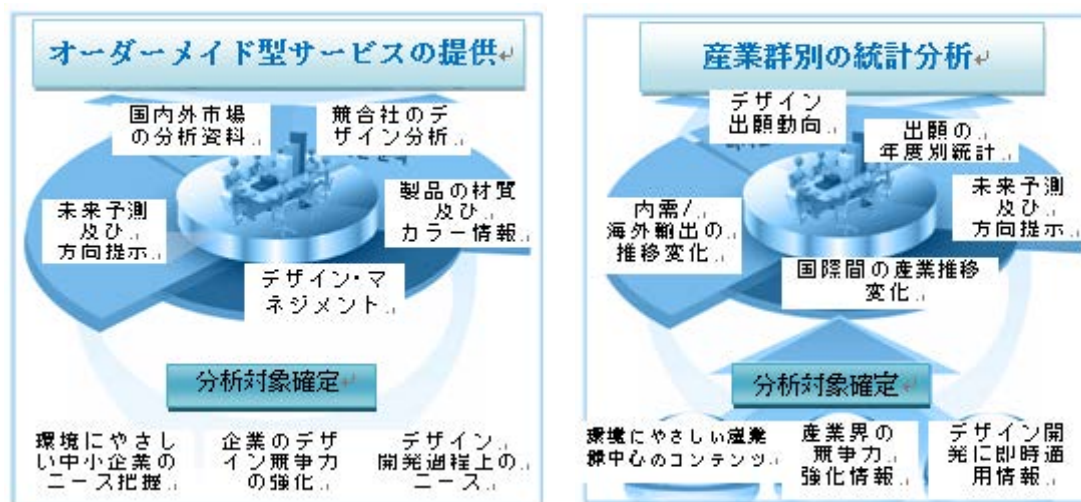 オーダーメイド型サービスの提供
国内外市場
の分析資料
競合社のデ
ザイン分析
未来予測
及び
方向提示
製品の材質
及び
カラー情報
デザイン・マ
ネジメント
分析対象確定
環境にやさし
い中小企業の
ニース把握
企業のデザ
イン競争力
の強化
デザイン
開発過程上の
ニース
産業群別の統計分析
デザイン
出願動向
出願の
年度別統計
内需/
海外輸出の
推移変化
未来予測
及び
方向提示
国際間の産業推移
変化
分析対象確定
環境にやさしい産業
中心のコンテンツ
産業界の
競争力
強化情報
デザイン開
発に即時適
用情報